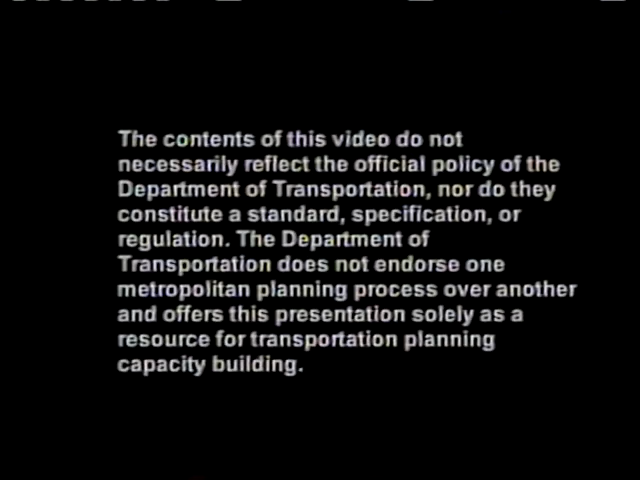 The contents of this video do not
necessarily reflect the official policy of the
Department of Transportation, nor do they
constitute a standard, specification, or
regulation. The Department of
Transportation does not endorse one
metropolitan planning process over another
and offers this presentation solely as a
resource for transportation planning
capacity building.